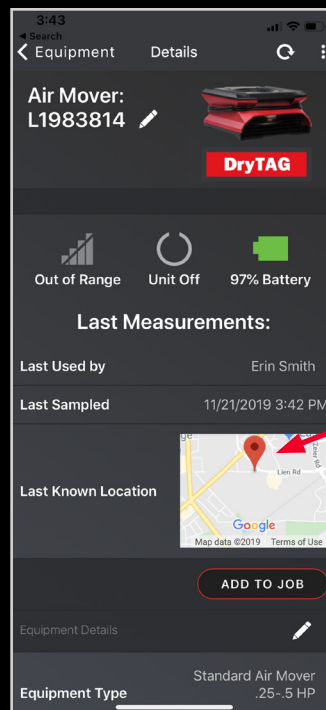 3:43
◀ Search
Equipment
Details
Air Mover:
L1983814
DryTAG
Out of Range
Unit Off
97% Battery
Last Measurements:
Last Used by
Erin Smith
Last Sampled
11/21/2019 3:42 PM
Last Known Location
Zeier Rd
Lien Rd
Google
Map data ©2019
Terms of Use
ADD TO JOB
Equipment Details
Equipment Type
Standard Air Mover
.25-.5 HP